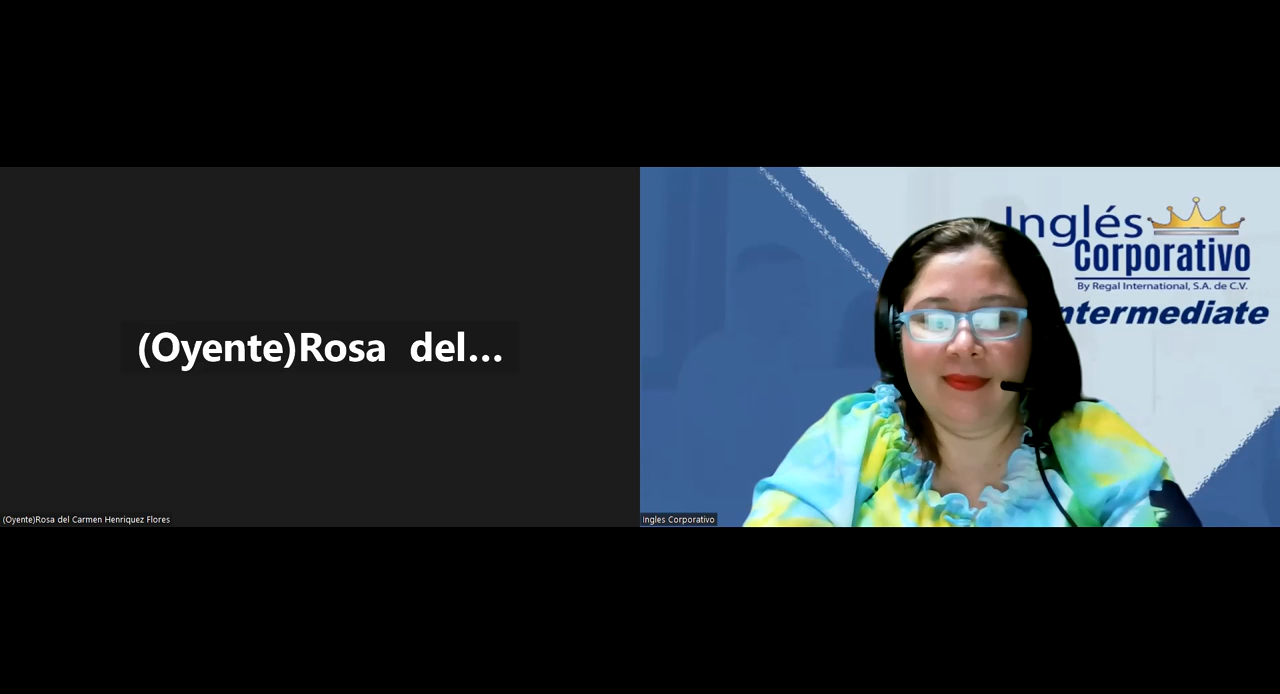 (Oyente)Rosa del...
(Oyente)Rosa del Carmen Henriquez Flores
Inglés
Corporativo
By Regal International, S.A. de C.V.
ntermediate
Ingles Corporativo